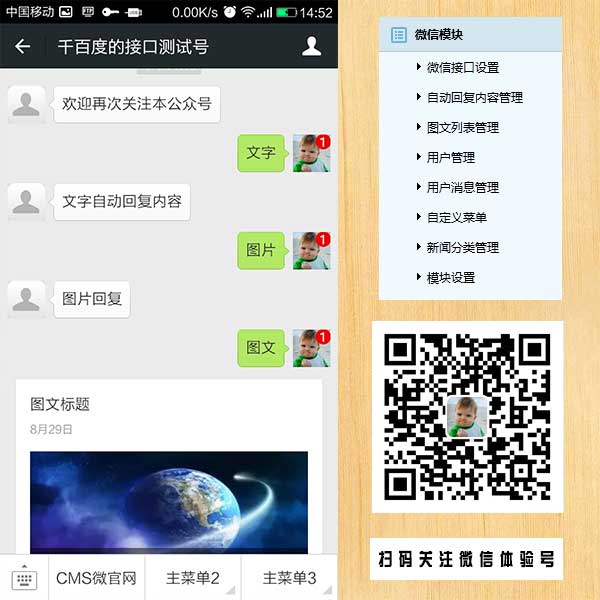 中国移动 0.00K/s 14:52
千百度的接口测试号
欢迎再次关注本公众号
文字
1
文字自动回复内容
图片
1
图片回复
图文
1
图文标题
8月29日
CMS微官网 主菜单2 主菜单3
微信模块
微信接口设置
自动回复内容管理
图文列表管理
用户管理
用户消息管理
自定义菜单
新闻分类管理
模块设置
扫码关注微信体验号